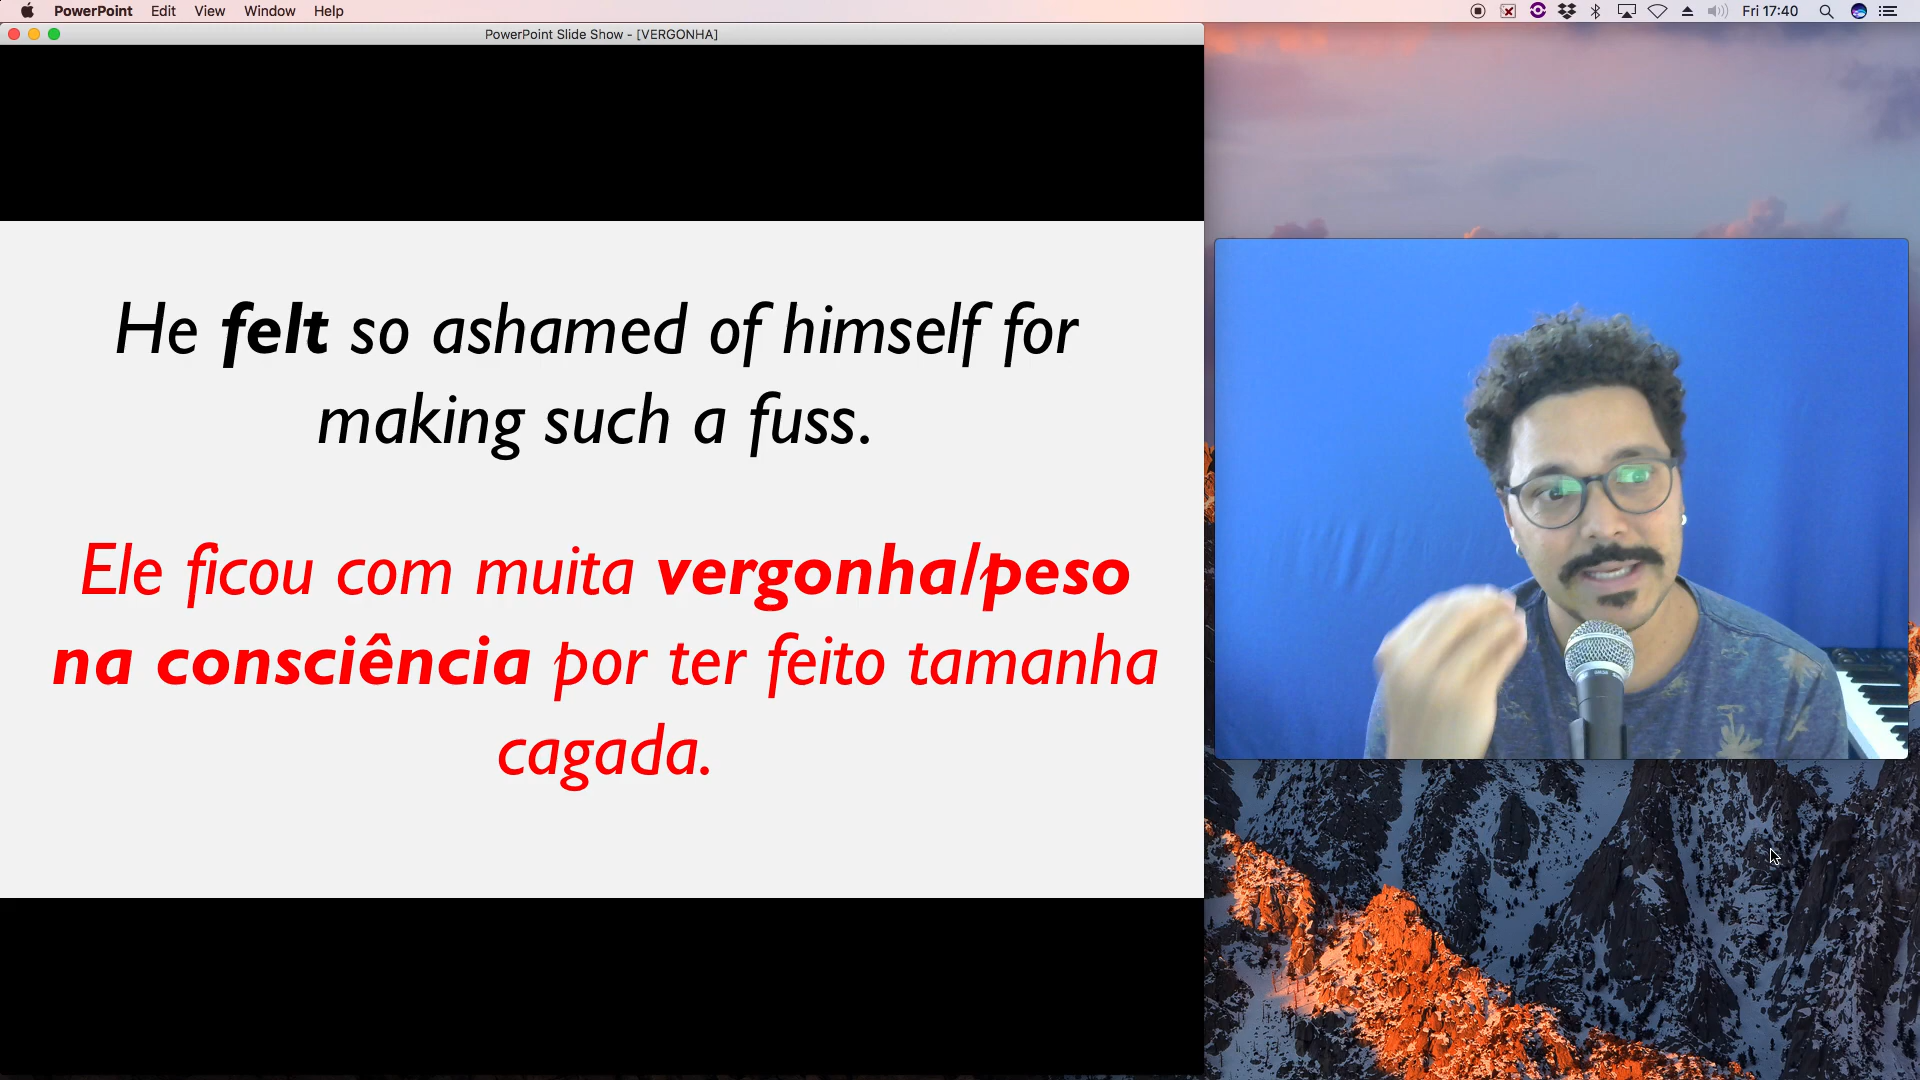 PowerPoint Edit View Window Help Fri 17:40
PowerPoint Slide Show - [VERGONHA]
He felt so ashamed of himself for
making such a fuss.
Ele ficou com muita vergonha/peso
na consciência por ter feito tamanha
cagada.